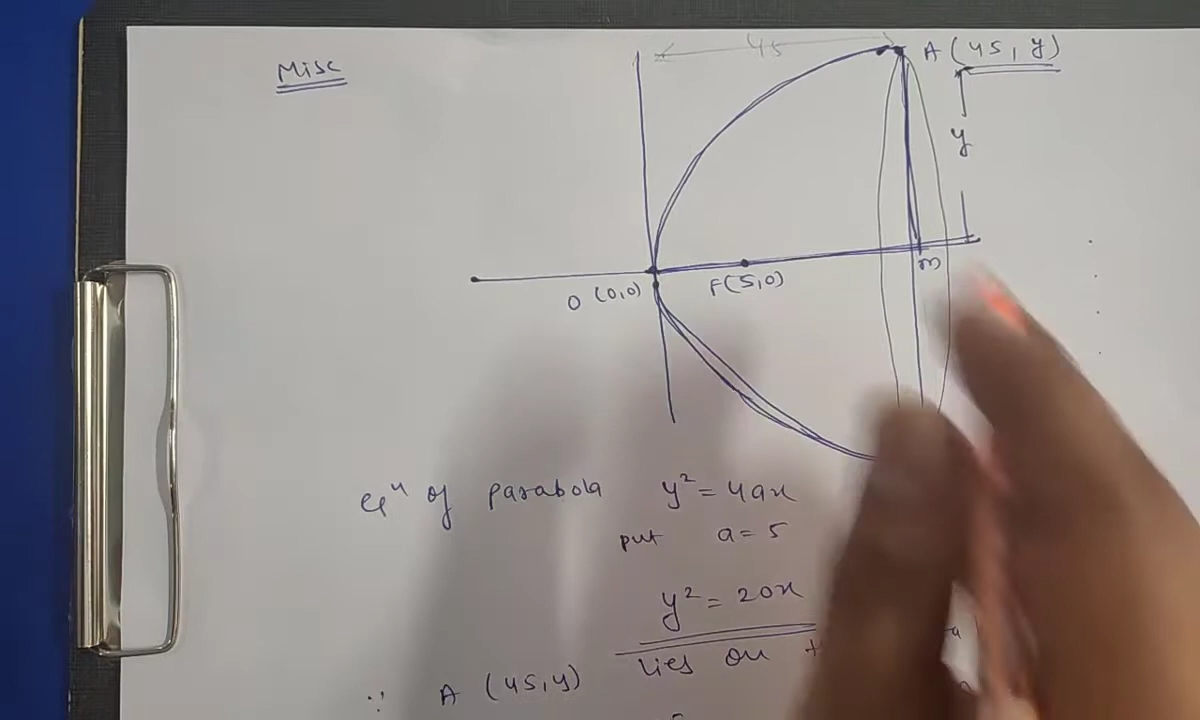 Misc
45
A (45, y)
y
m
O (0,0)
F(5,0)
Eqⁿ of parabola y² = 4ax
put a = 5
y² = 20x
∵ A (45,y) lies on